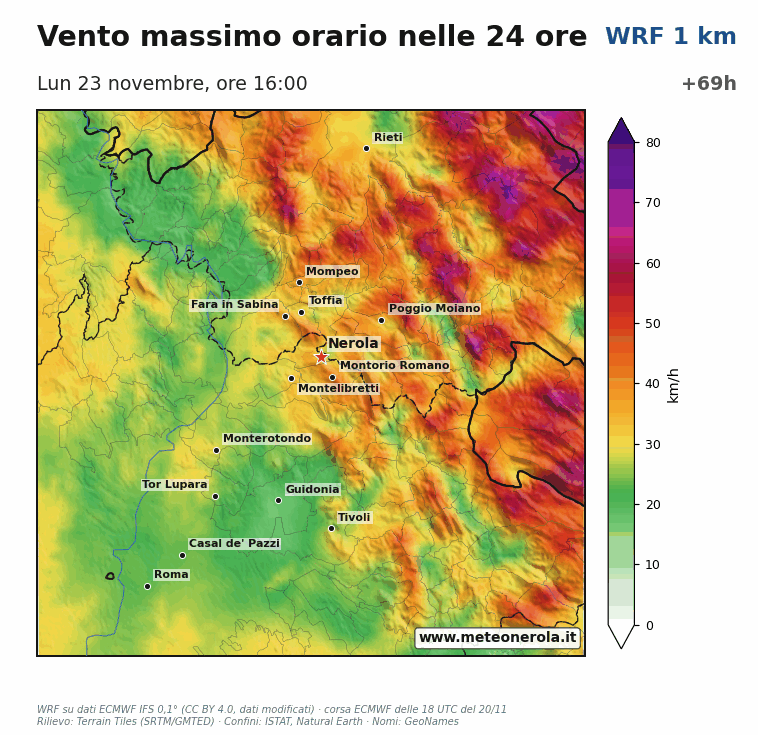 Vento massimo orario nelle 24 ore WRF 1 km
Lun 23 novembre, ore 16:00 +69h
Rieti
Mompeo
Fara in Sabina
Toffia
Poggio Moiano
Nerola
Montorio Romano
Montelibretti
Monterotondo
Tor Lupara
Guidonia
Tivoli
Casal de' Pazzi
Roma
www.meteonerola.it
80
70
60
50
40
30
20
10
0
km/h
WRF su dati ECMWF IFS 0,1° (CC BY 4.0, dati modificati) · corsa ECMWF delle 18 UTC del 20/11
Rilievo: Terrain Tiles (SRTM/GMTED) · Confini: ISTAT, Natural Earth · Nomi: GeoNames